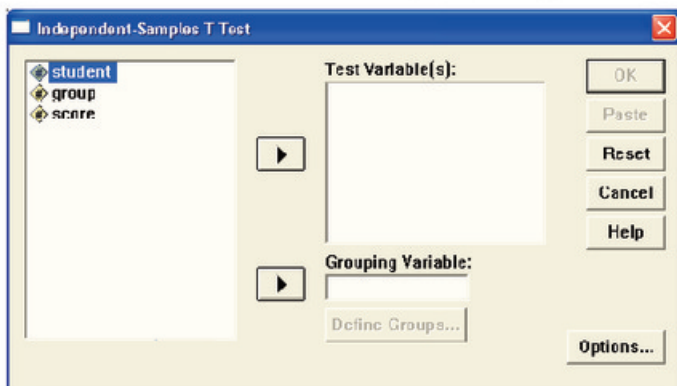 Independent-Samples T Test
student
group
score
Test Variable(s):
Grouping Variable:
Define Groups...
OK
Paste
Reset
Cancel
Help
Options...